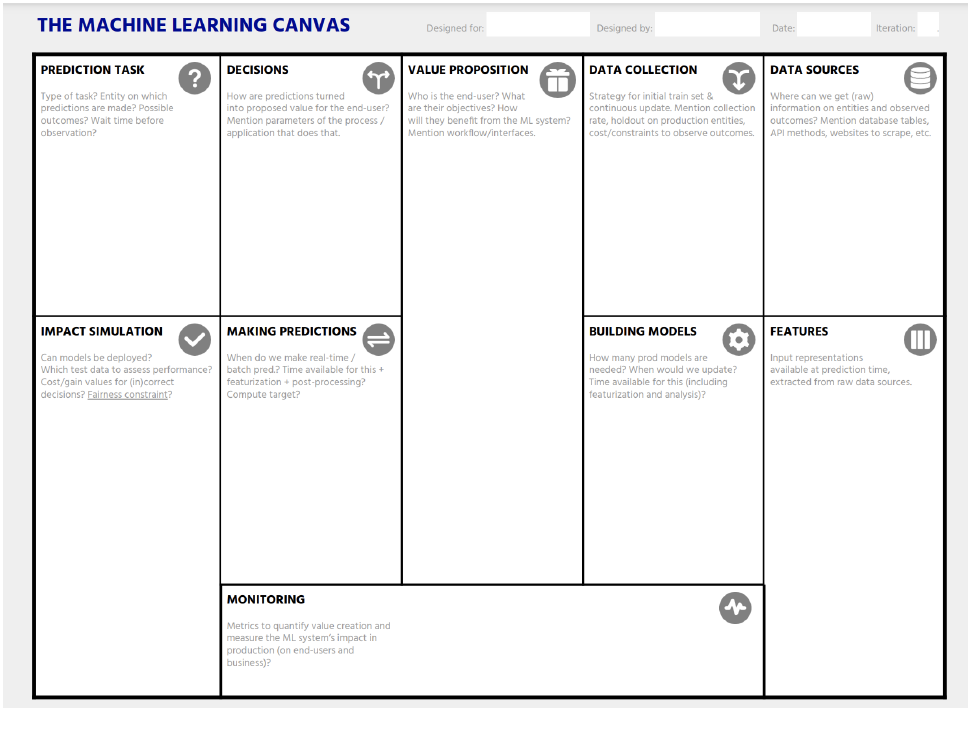 THE MACHINE LEARNING CANVAS
Designed for:
Designed by:
Date:
Iteration:
PREDICTION TASK
Type of task? Entity on which
predictions are made? Possible
outcomes? Wait time before
observation?
DECISIONS
How are predictions turned
into proposed value for the end-user?
Mention parameters of the process /
application that does that.
VALUE PROPOSITION
Who is the end-user? What
are their objectives? How
will they benefit from the ML system?
Mention workflow/interfaces.
DATA COLLECTION
Strategy for initial train set &
continuous update. Mention collection
rate, holdout on production entities,
cost/constraints to observe outcomes.
DATA SOURCES
Where can we get (raw)
information on entities and observed
outcomes? Mention database tables,
API methods, websites to scrape, etc.
IMPACT SIMULATION
Can models be deployed?
Which test data to assess performance?
Cost/gain values for (in)correct
decisions? Fairness constraint?
MAKING PREDICTIONS
When do we make real-time /
batch pred.? Time available for this +
featurization + post-processing?
Compute target?
BUILDING MODELS
How many prod models are
needed? When would we update?
Time available for this (including
featurization and analysis)?
FEATURES
Input representations
available at prediction time,
extracted from raw data sources.
MONITORING
Metrics to quantify value creation and
measure the ML system's impact in
production (on end-users and
business)?